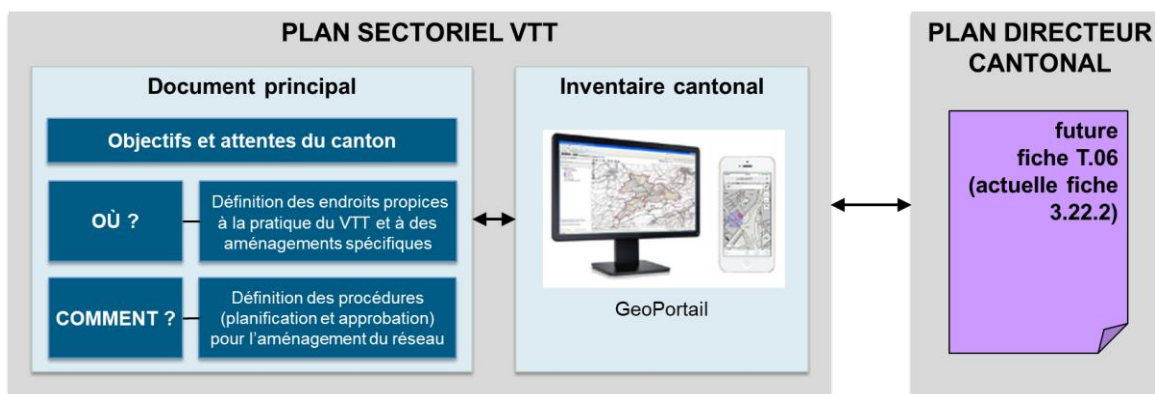 PLAN SECTORIEL VTT
Document principal
Objectifs et attentes du canton
OÙ ?
Définition des endroits propices
à la pratique du VTT et à des
aménagements spécifiques
COMMENT ?
Définition des procédures
(planification et approbation)
pour l'aménagement du réseau
Inventaire cantonal
GeoPortail
PLAN DIRECTEUR
CANTONAL
future
fiche T.06
(actuelle fiche
3.22.2)